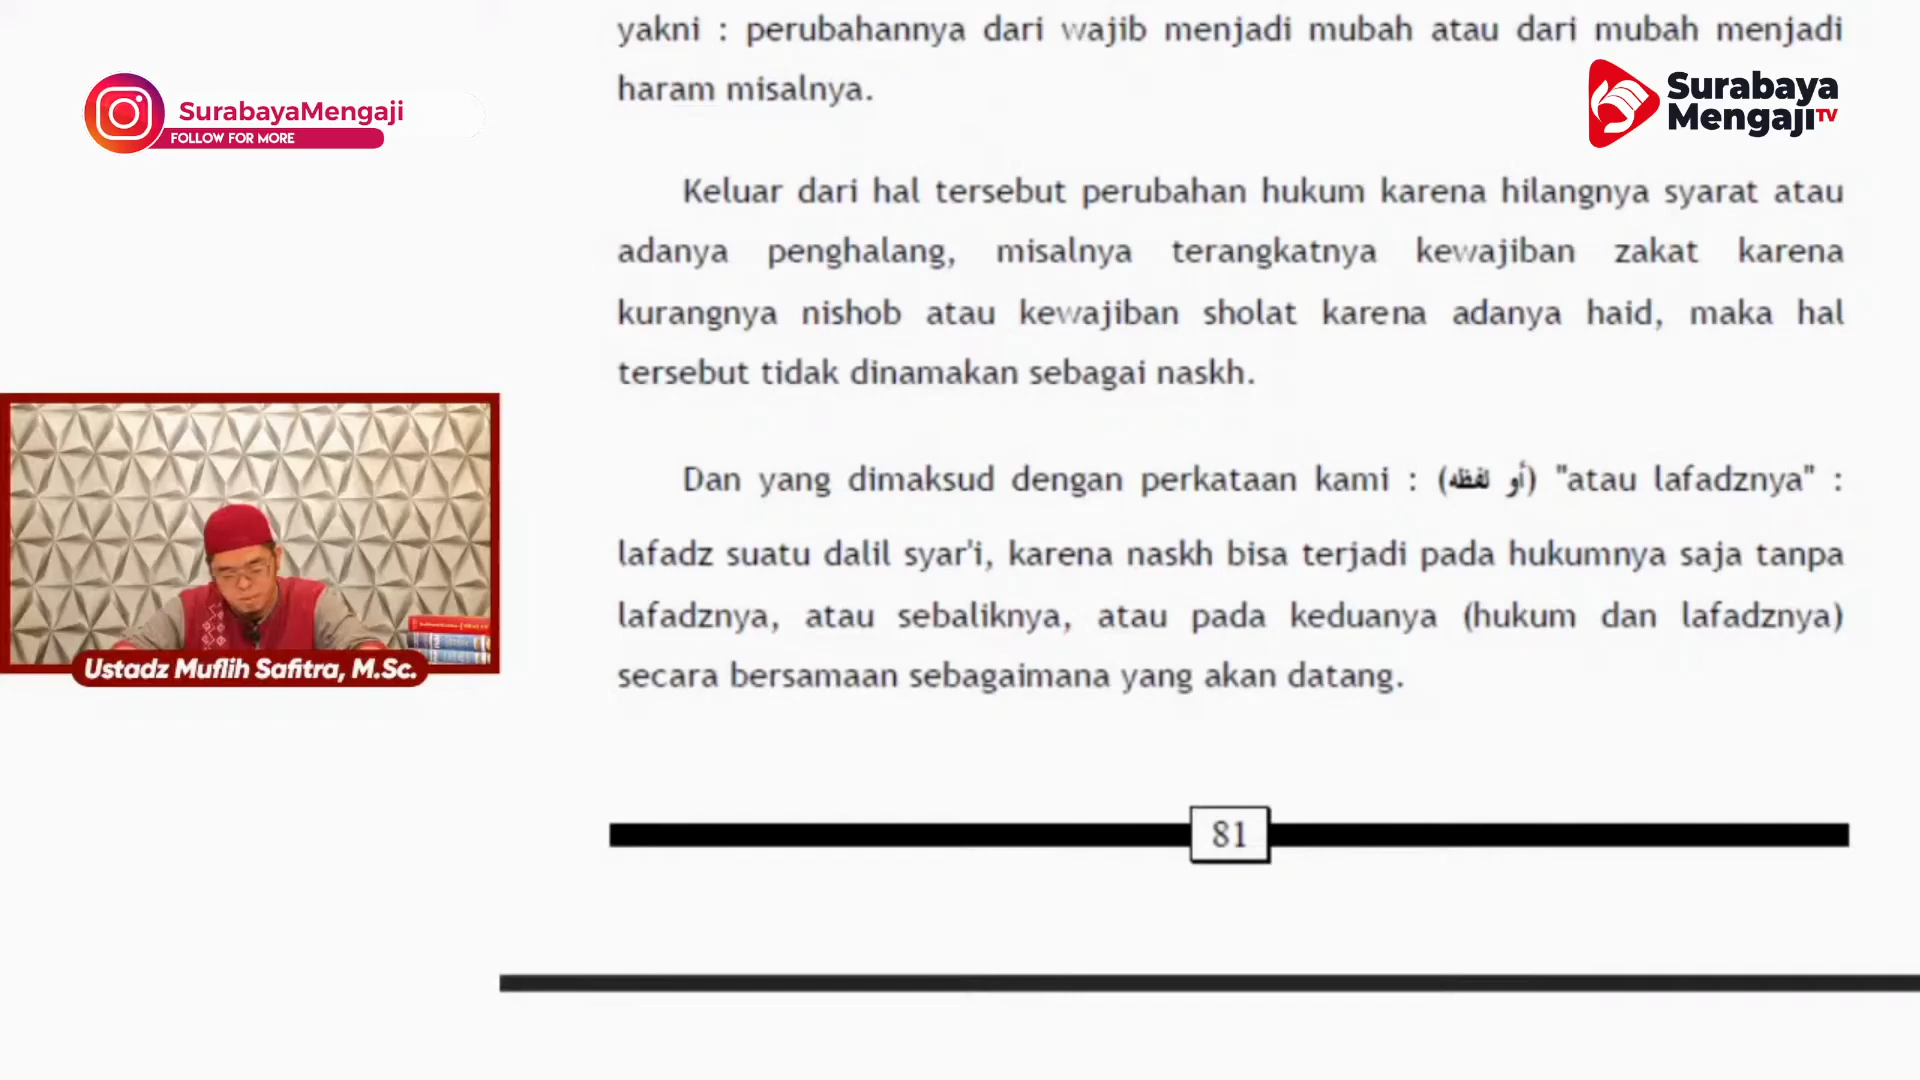 yakni : perubahannya dari wajib menjadi mubah atau dari mubah menjadi
haram misalnya.
SurabayaMengaji
FOLLOW FOR MORE
Surabaya
MengajiTV
Keluar dari hal tersebut perubahan hukum karena hilangnya syarat atau
adanya penghalang, misalnya terangkatnya kewajiban zakat karena
kurangnya nishob atau kewajiban sholat karena adanya haid, maka hal
tersebut tidak dinamakan sebagai naskh.
Dan yang dimaksud dengan perkataan kami : (أو لفظه) "atau lafadznya" :
lafadz suatu dalil syar'i, karena naskh bisa terjadi pada hukumnya saja tanpa
lafadznya, atau sebaliknya, atau pada keduanya (hukum dan lafadznya)
secara bersamaan sebagaimana yang akan datang.
Ustadz Muflih Safitra, M.Sc.
81